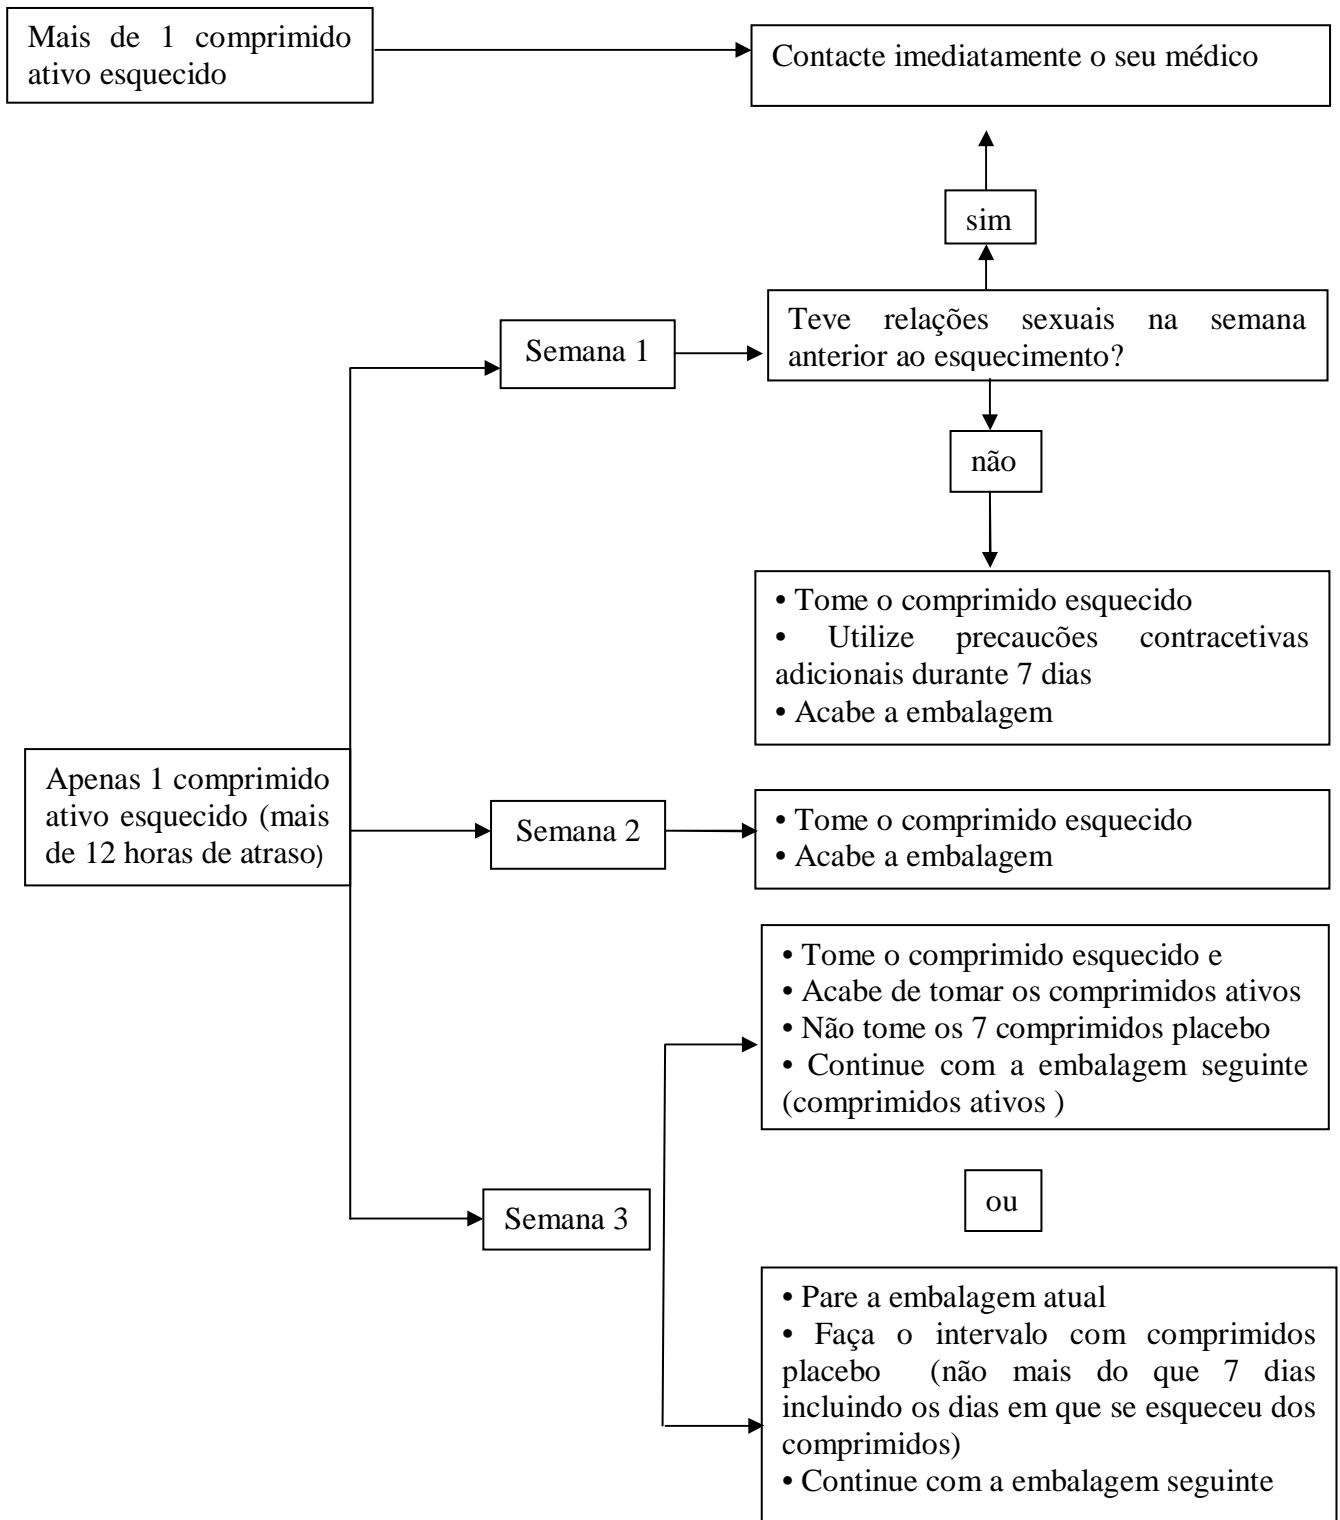 Mais de 1 comprimido
ativo esquecido
Contacte imediatamente o seu médico
sim
Teve relações sexuais na semana
anterior ao esquecimento?
Semana 1
não
• Tome o comprimido esquecido
• Utilize precaucões contracetivas
adicionais durante 7 dias
• Acabe a embalagem
Apenas 1 comprimido
ativo esquecido (mais
de 12 horas de atraso)
Semana 2
• Tome o comprimido esquecido
• Acabe a embalagem
• Tome o comprimido esquecido e
• Acabe de tomar os comprimidos ativos
• Não tome os 7 comprimidos placebo
• Continue com a embalagem seguinte
(comprimidos ativos )
Semana 3
ou
• Pare a embalagem atual
• Faça o intervalo com comprimidos
placebo (não mais do que 7 dias
incluindo os dias em que se esqueceu dos
comprimidos)
• Continue com a embalagem seguinte